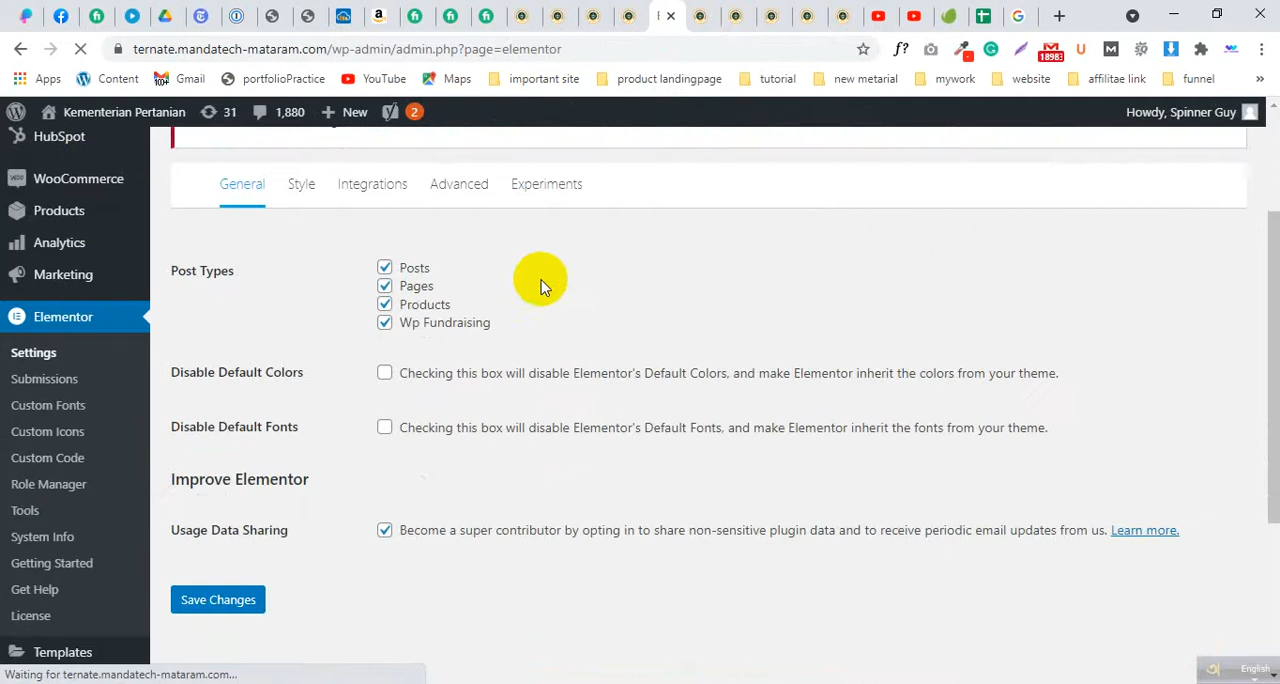 ternate.mandatech-mataram.com/wp-admin/admin.php?page=elementor
18983
Apps Content Gmail portfolioPractice YouTube Maps important site product landingpage tutorial new metarial mywork website affilitae link funnel »
Kementerian Pertanian 31 1,880 New 2 Howdy, Spinner Guy
HubSpot
WooCommerce
Products
Analytics
Marketing
Elementor
Settings
Submissions
Custom Fonts
Custom Icons
Custom Code
Role Manager
Tools
System Info
Getting Started
Get Help
License
Templates
General Style Integrations Advanced Experiments
Post Types
Posts
Pages
Products
Wp Fundraising
Disable Default Colors Checking this box will disable Elementor's Default Colors, and make Elementor inherit the colors from your theme.
Disable Default Fonts Checking this box will disable Elementor's Default Fonts, and make Elementor inherit the fonts from your theme.
Improve Elementor
Usage Data Sharing Become a super contributor by opting in to share non-sensitive plugin data and to receive periodic email updates from us. Learn more.
Save Changes
Waiting for ternate.mandatech-mataram.com...
English